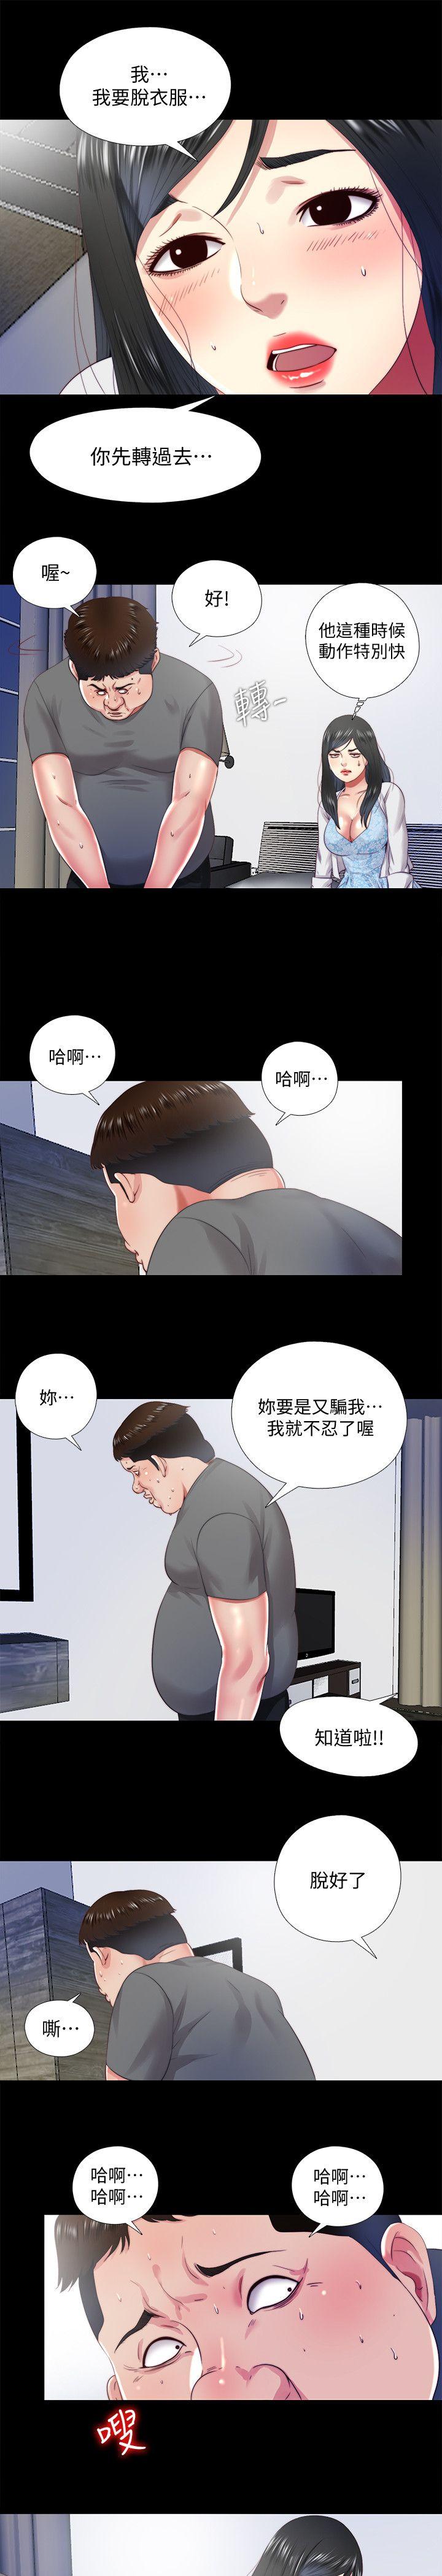 我⋯
我要脫衣服⋯
你先轉過去⋯
喔~
好!
他這種時候
動作特別快
轉~
哈啊⋯
哈啊⋯
妳⋯
妳要是又騙我⋯
我就不忍了喔
知道啦!!
脫好了
嘶⋯
哈啊⋯
哈啊⋯
哈啊⋯
哈啊⋯
嗖